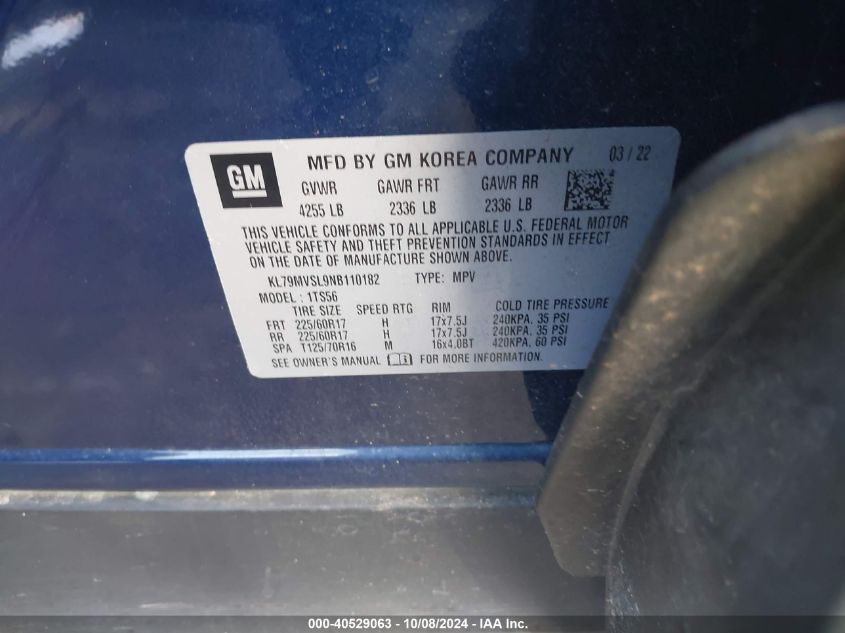 GM
MFD BY GM KOREA COMPANY 03 / 22
GVWR GAWR FRT GAWR RR
4255 LB 2336 LB 2336 LB
THIS VEHICLE CONFORMS TO ALL APPLICABLE U.S. FEDERAL MOTOR
VEHICLE SAFETY AND THEFT PREVENTION STANDARDS IN EFFECT
ON THE DATE OF MANUFACTURE SHOWN ABOVE.
KL79MVSL9NB110182 TYPE: MPV
MODEL : 1TS56
TIRE SIZE SPEED RTG RIM COLD TIRE PRESSURE
FRT 225/60R17 H 17x7.5J 240KPA. 35 PSI
RR 225/60R17 H 17x7.5J 240KPA. 35 PSI
SPA T125/70R16 M 16x4.0BT 420KPA. 60 PSI
SEE OWNER'S MANUAL FOR MORE INFORMATION.
000-40529063 - 10/08/2024 - IAA Inc.